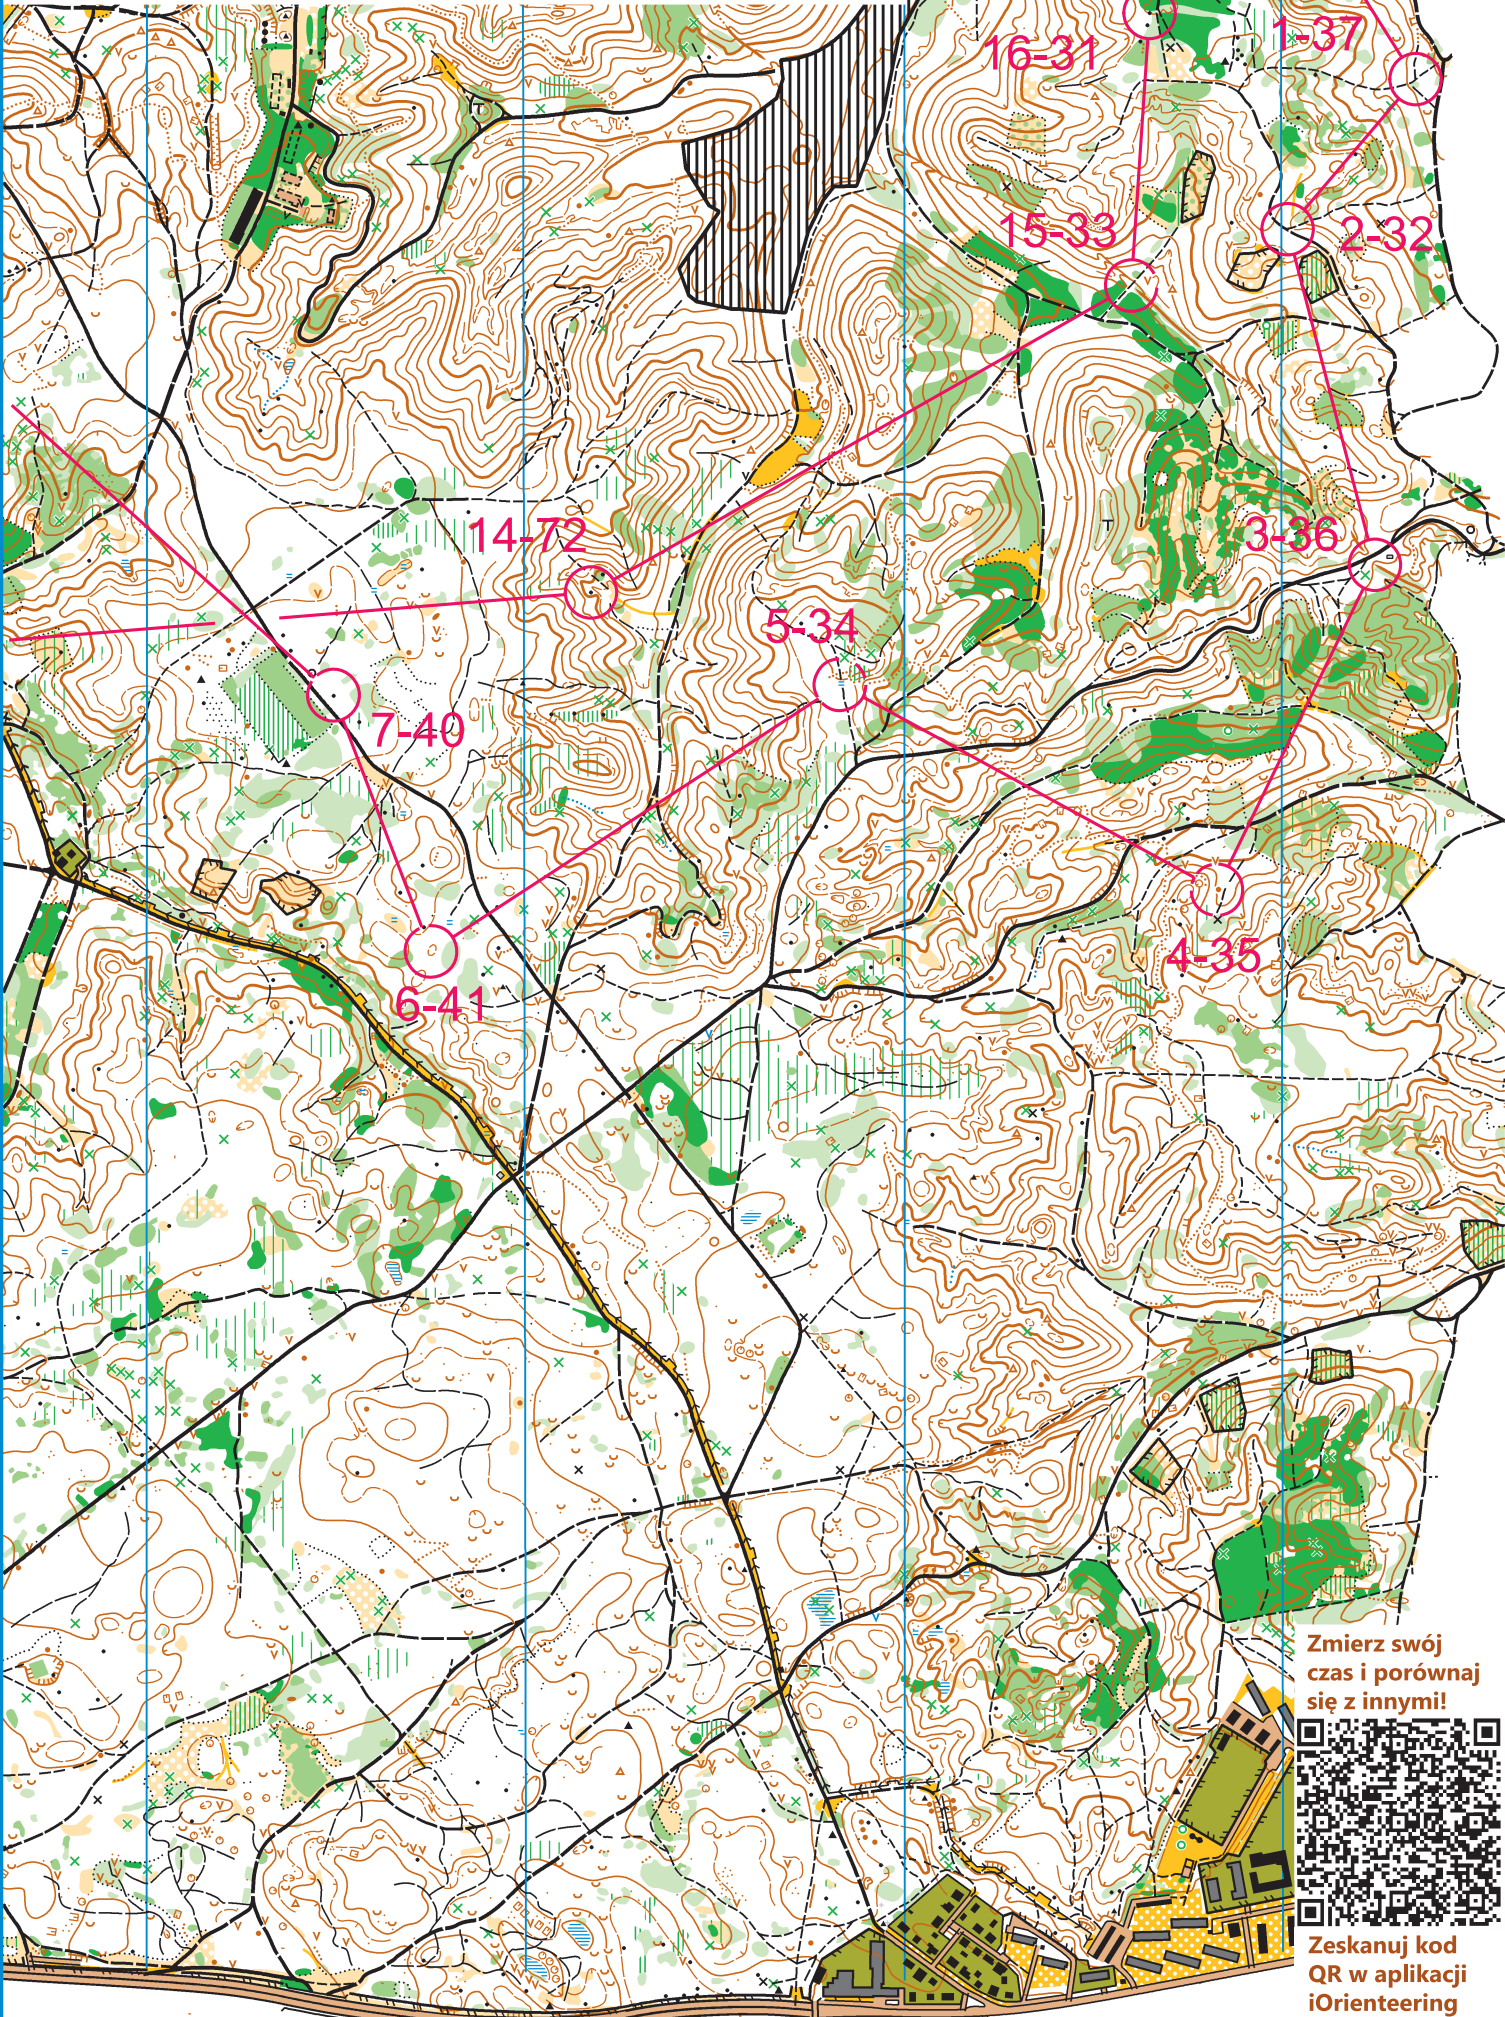 16-31
1-37
15-33
2-32
14-72
3-36
5-34
7-40
4-35
6-41
Zmierz swój
czas i porównaj
się z innymi!
Zeskanuj kod
QR w aplikacji
iOrienteering